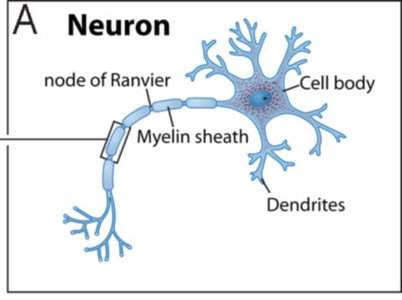 A Neuron
node of Ranvier
Cell body
Myelin sheath
Dendrites